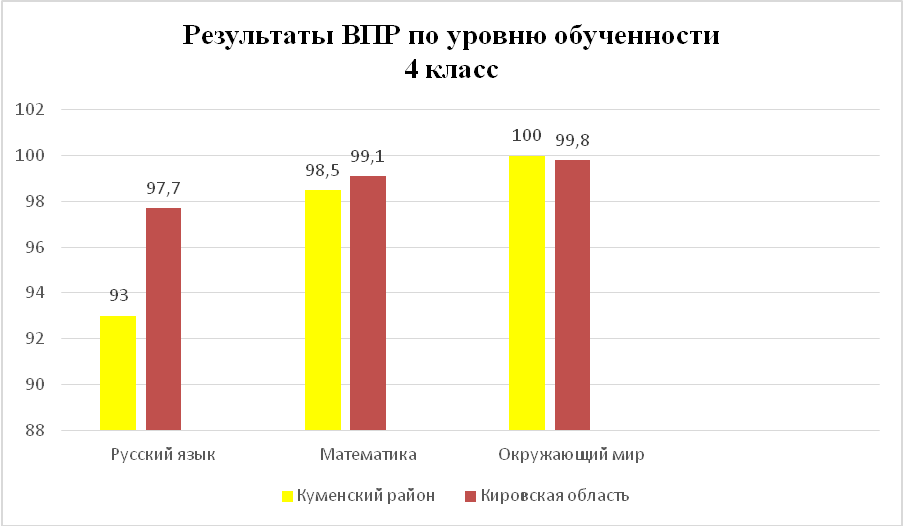 Результаты ВПР по уровню обученности
4 класс
102
100
98
96
94
92
90
88
93
97,7
98,5
99,1
100
99,8
Русский язык
Математика
Окружающий мир
Куменский район
Кировская область